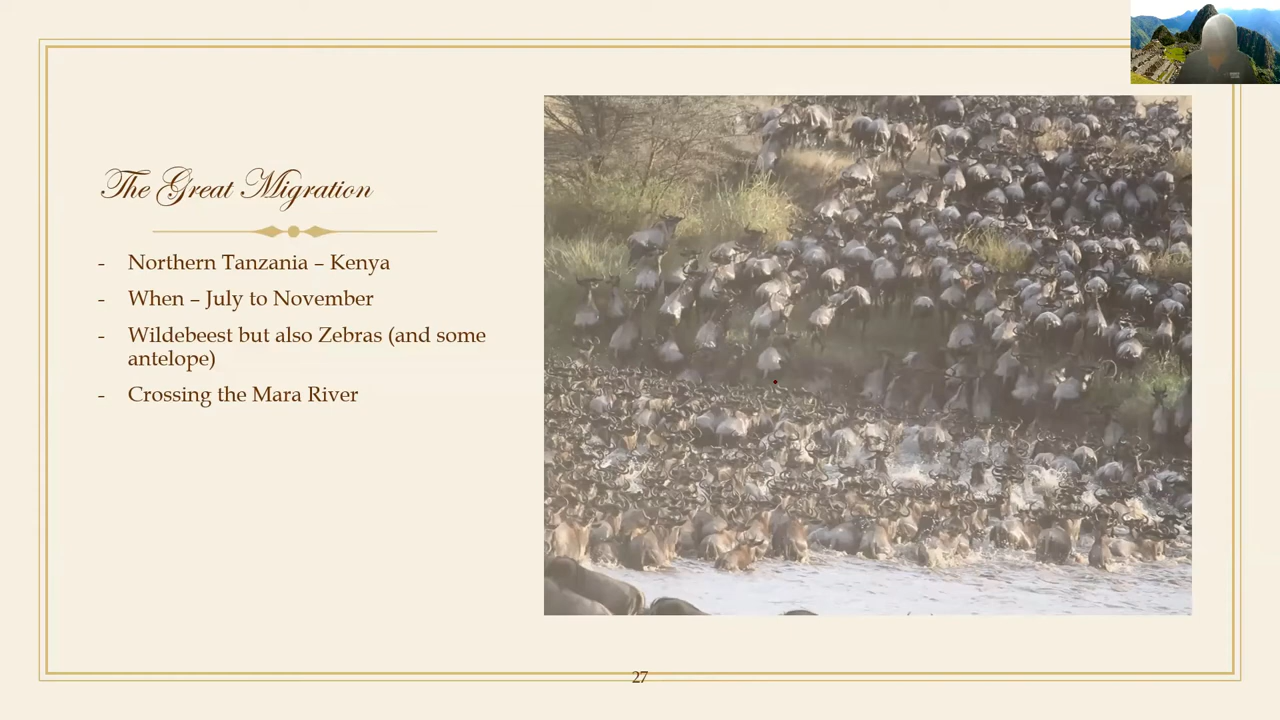 The Great Migration
- Northern Tanzania – Kenya
- When – July to November
- Wildebeest but also Zebras (and some
antelope)
- Crossing the Mara River
27